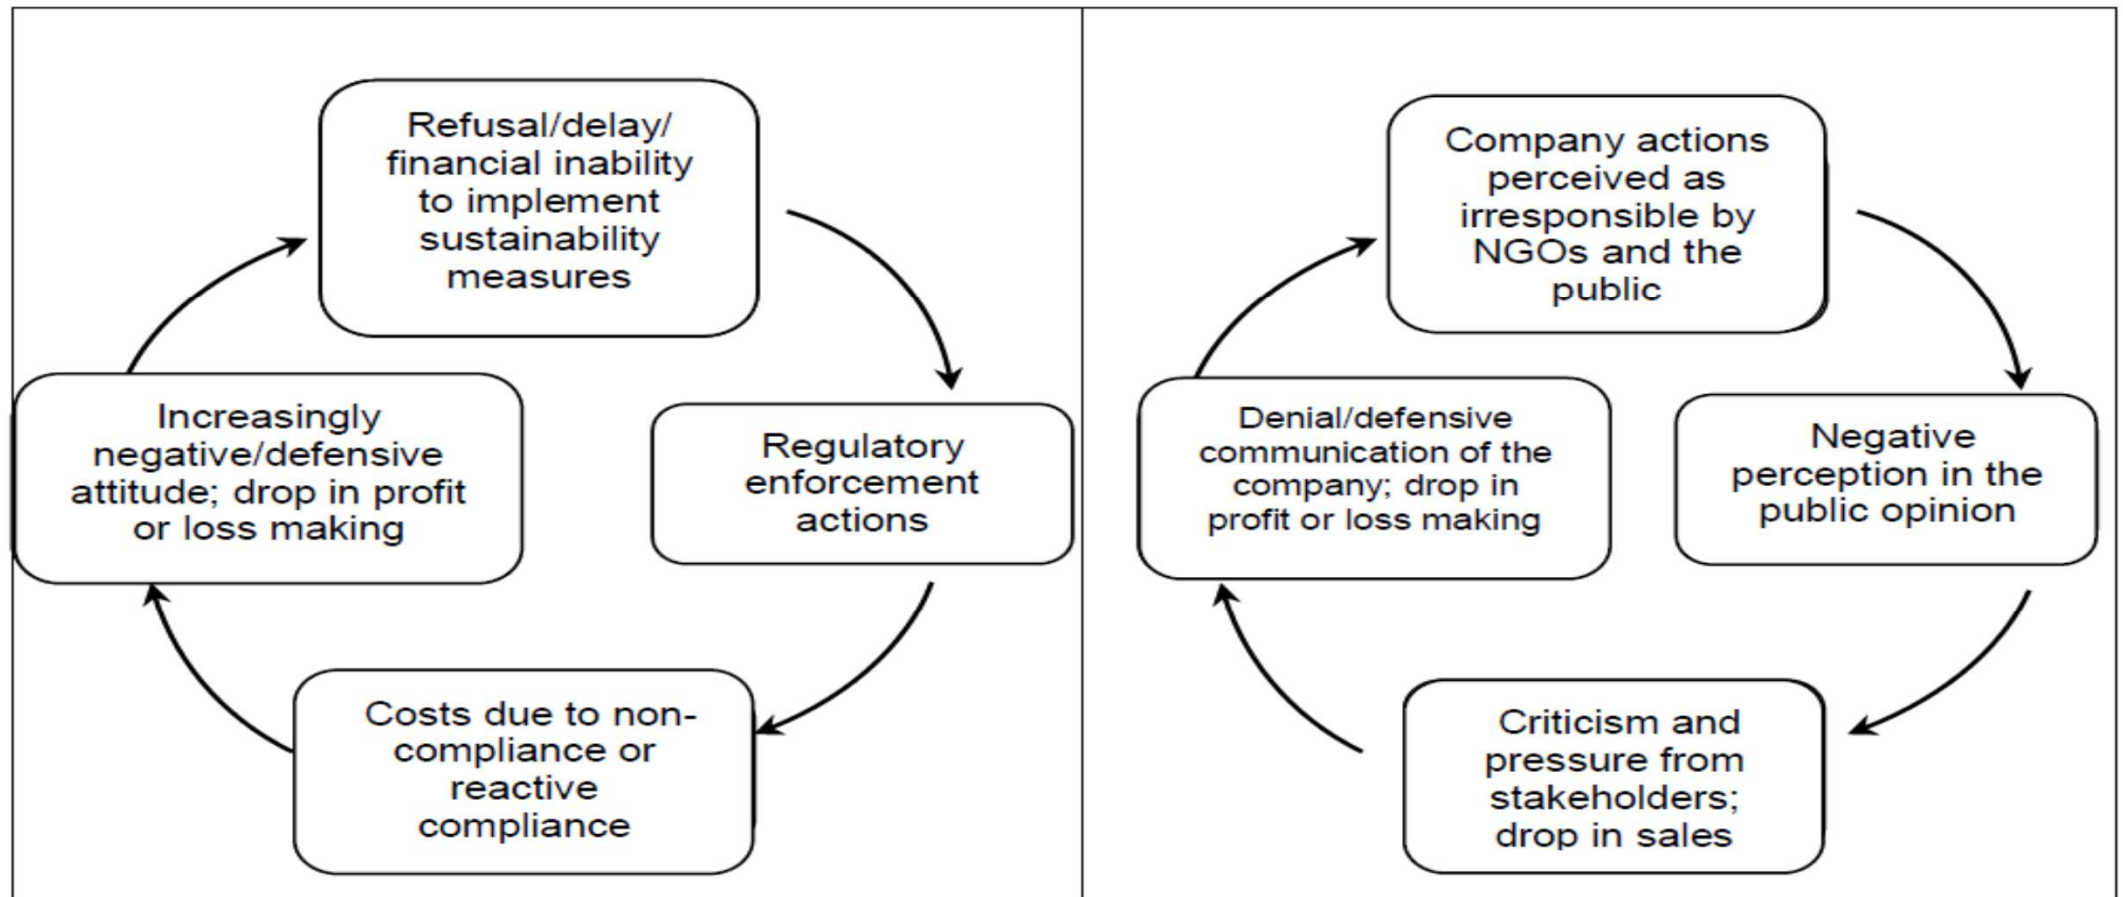 Refusal/delay/
financial inability
to implement
sustainability
measures
Regulatory
enforcement
actions
Costs due to non-
compliance or
reactive
compliance
Increasingly
negative/defensive
attitude; drop in profit
or loss making
Company actions
perceived as
irresponsible by
NGOs and the
public
Negative
perception in the
public opinion
Criticism and
pressure from
stakeholders;
drop in sales
Denial/defensive
communication of the
company; drop in
profit or loss making